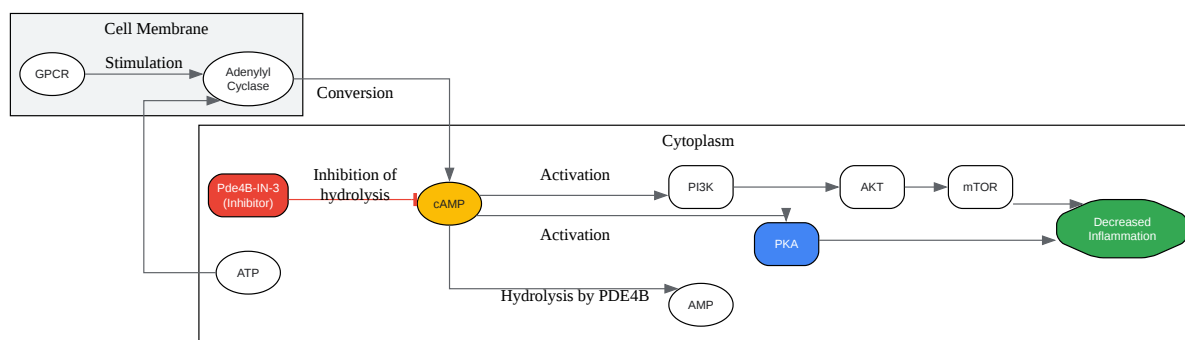 Cell Membrane
GPCR
Stimulation
Adenylyl
Cyclase
Conversion
Cytoplasm
Pde4B-IN-3
(Inhibitor)
Inhibition of
hydrolysis
cAMP
Activation
PI3K
AKT
mTOR
Decreased
Inflammation
Activation
PKA
ATP
Hydrolysis by PDE4B
AMP